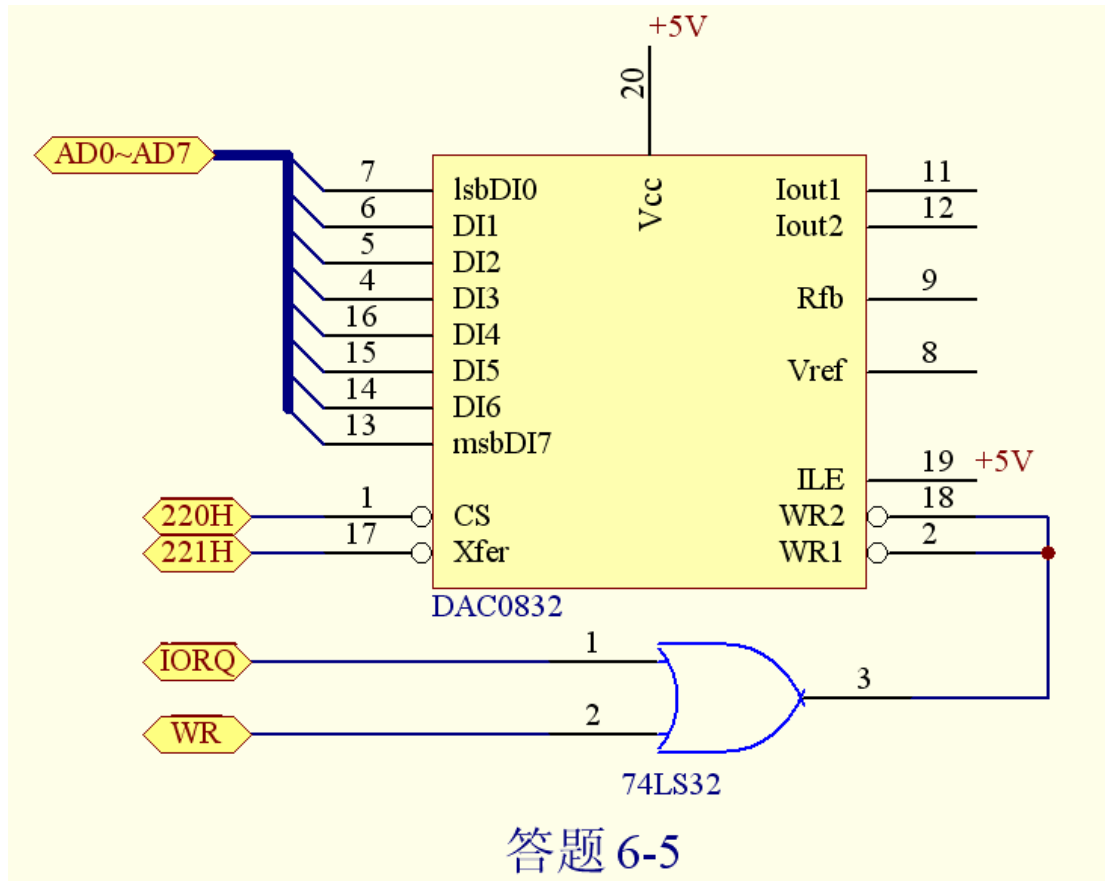 +5V
20
AD0~AD7
7
lsbDI0
Vcc
Iout1
11
6
DI1
Iout2
12
5
DI2
4
DI3
Rfb
9
16
DI4
15
DI5
Vref
8
14
DI6
13
msbDI7
ILE
19
+5V
220H
1
CS
WR2
18
221H
17
Xfer
WR1
2
DAC0832
IORQ
1
3
WR
2
74LS32
答题 6-5